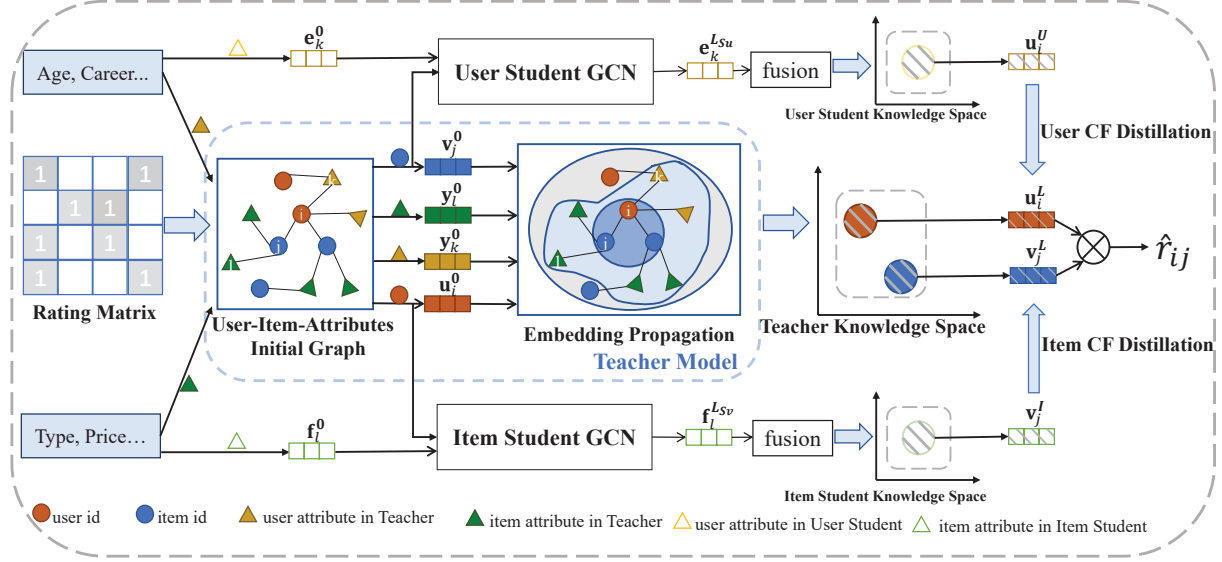 Age, Career...
e_k^0
User Student GCN
e_k^{L_{Su}}
fusion
User Student Knowledge Space
u_i^U
User CF Distillation
1 1
1 1
1 1
1 1
Rating Matrix
k
i
j
l
User-Item-Attributes
Initial Graph
v_j^0
y_l^0
y_k^0
u_i^0
k
i
j
l
Embedding Propagation
Teacher Model
Teacher Knowledge Space
u_i^L
v_j^L
r̂_{ij}
Item CF Distillation
Type, Price...
f_l^0
Item Student GCN
f_l^{L_{Sv}}
fusion
Item Student Knowledge Space
v_j^I
user id
item id
user attribute in Teacher
item attribute in Teacher
user attribute in User Student
item attribute in Item Student